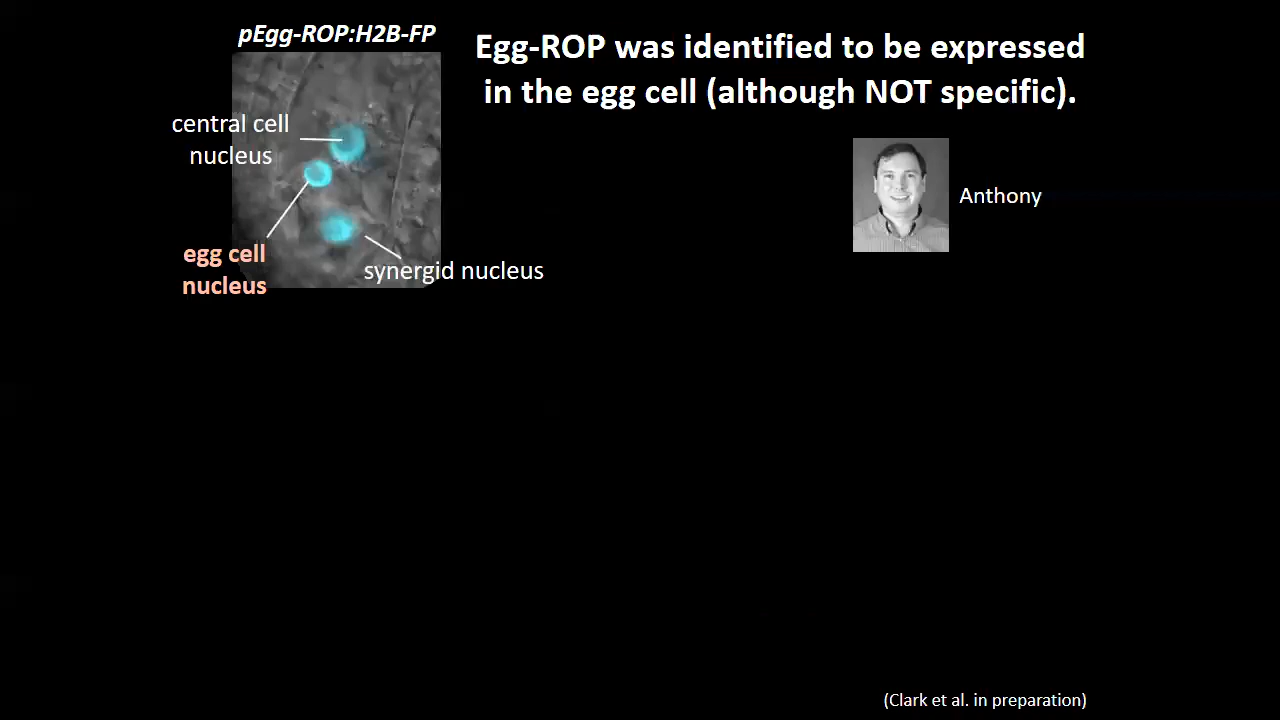 pEgg-ROP:H2B-FP
Egg-ROP was identified to be expressed
in the egg cell (although NOT specific).
central cell
nucleus
Anthony
egg cell
nucleus
synergid nucleus
(Clark et al. in preparation)